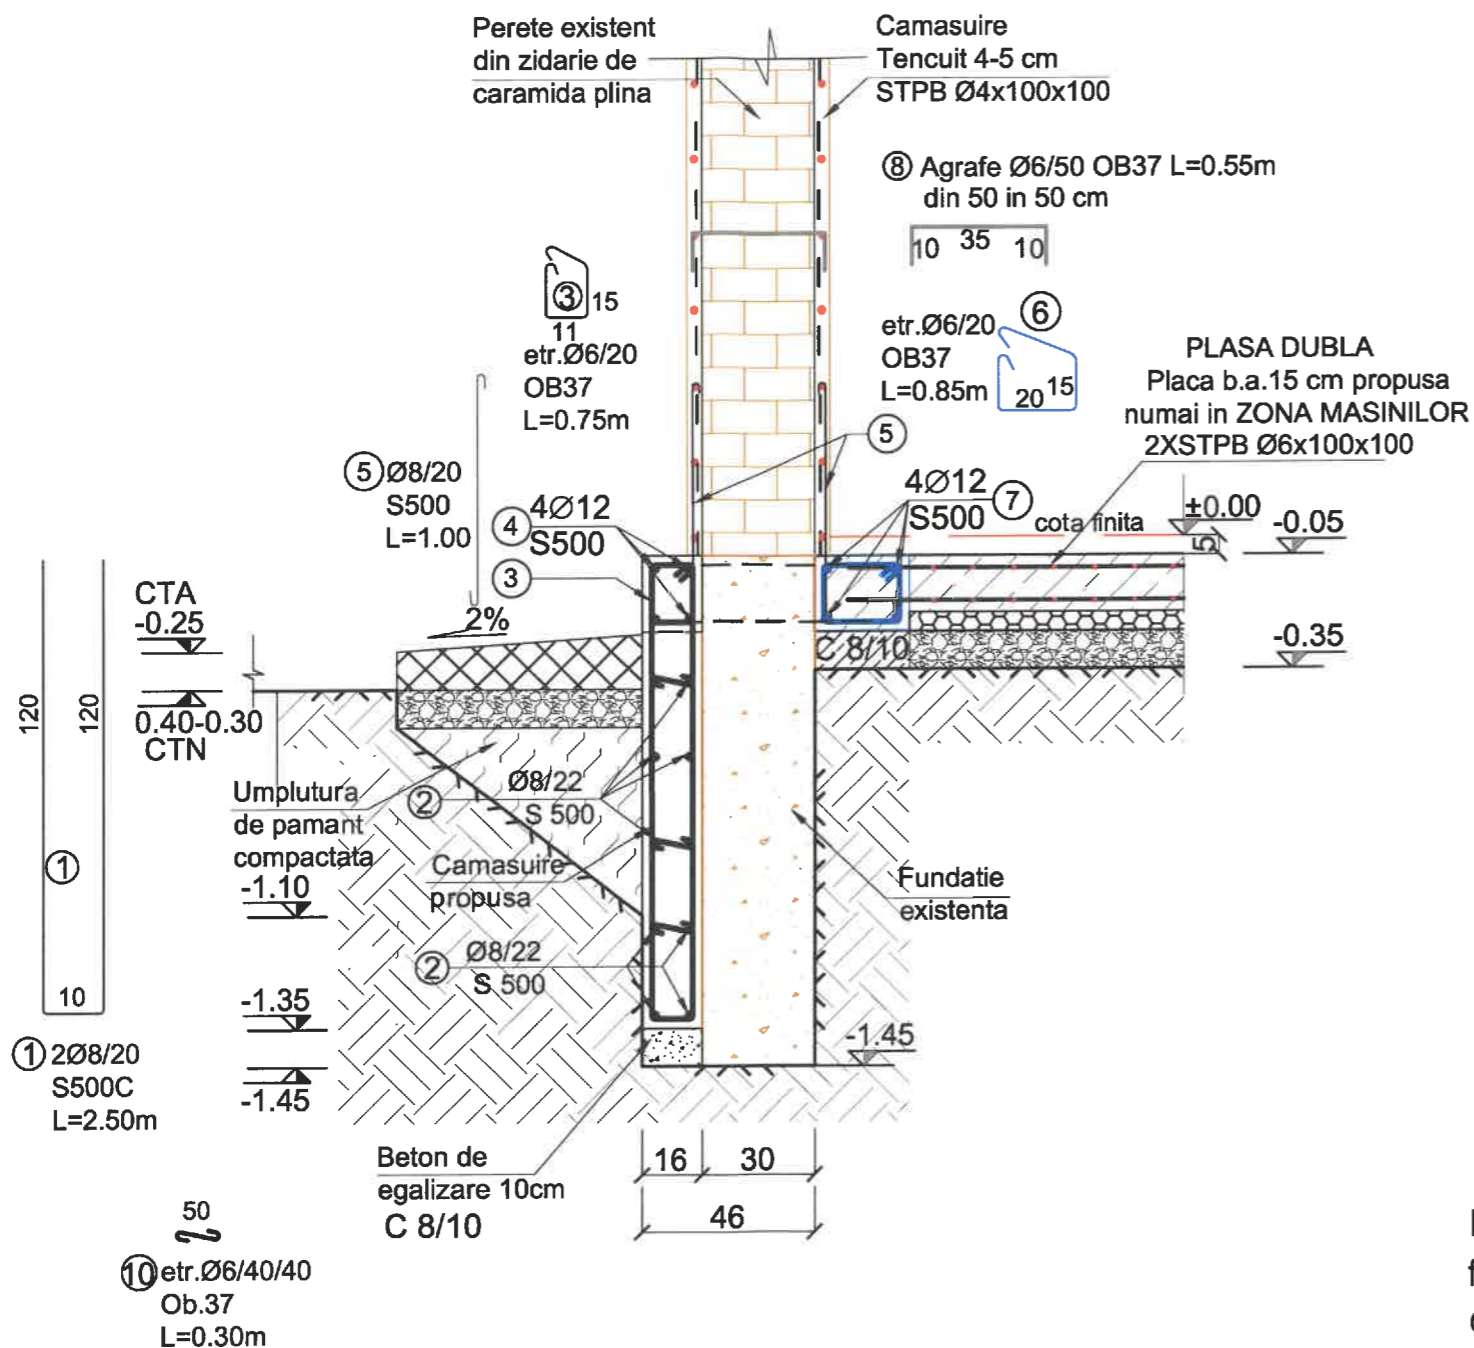 Perete existent
din zidarie de
caramida plina
Camasuire
Tencuit 4-5 cm
STPB Ø4x100x100
8 Agrafe Ø6/50 OB37 L=0.55m
din 50 in 50 cm
10 35 10
3 15
11
etr.Ø6/20
OB37
L=0.75m
6
etr.Ø6/20
OB37
L=0.85m
20 15
PLASA DUBLA
Placa b.a.15 cm propusa
numai in ZONA MASINILOR
2XSTPB Ø6x100x100
5
5 Ø8/20
S500
L=1.00
4 4Ø12
S500
3
4Ø12
S500 7
cota finita
±0.00
5
-0.05
CTA
-0.25
2%
C 8/10
-0.35
120
120
0.40-0.30
CTN
Umplutura
de pamant
compactata
2 Ø8/22
S 500
1
Camasuire
propusa
Fundatie
existenta
-1.10
2 Ø8/22
S 500
10
-1.35
-1.45
-1.45
1 2Ø8/20
S500C
L=2.50m
Beton de
egalizare 10cm
C 8/10
16 30
46
50
10 etr.Ø6/40/40
Ob.37
L=0.30m